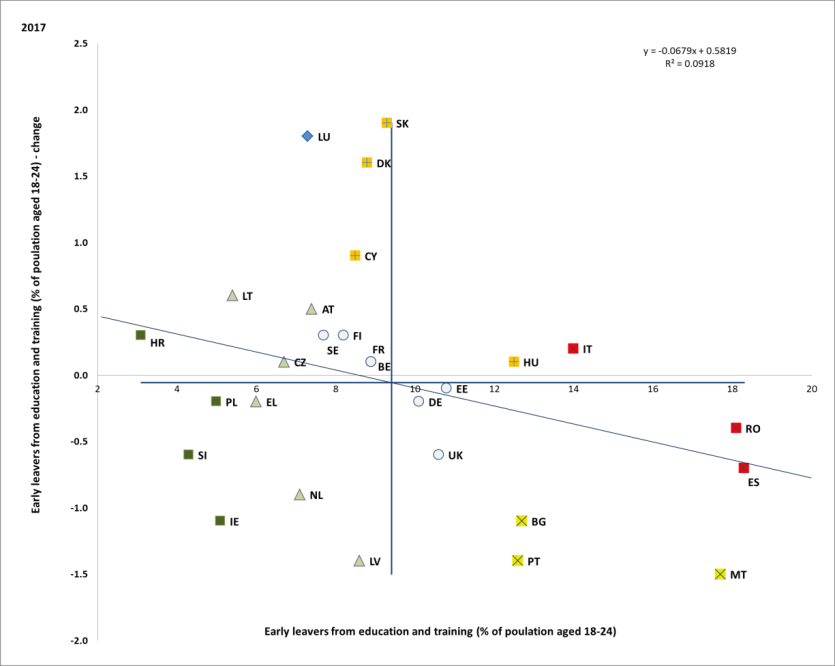 2017
y = -0.0679x + 0.5819
R² = 0.0918
2.5
2.0
1.5
1.0
0.5
0.0
-0.5
-1.0
-1.5
-2.0
Early leavers from education and training (% of poulation aged 18-24) - change
SK
LU
DK
CY
LT
AT
HR
SE
FI
FR
BE
CZ
HU
IT
2
4
6
8
10
12
14
16
18
20
EE
DE
PL
EL
RO
SI
UK
ES
NL
IE
BG
LV
PT
MT
Early leavers from education and training (% of poulation aged 18-24)